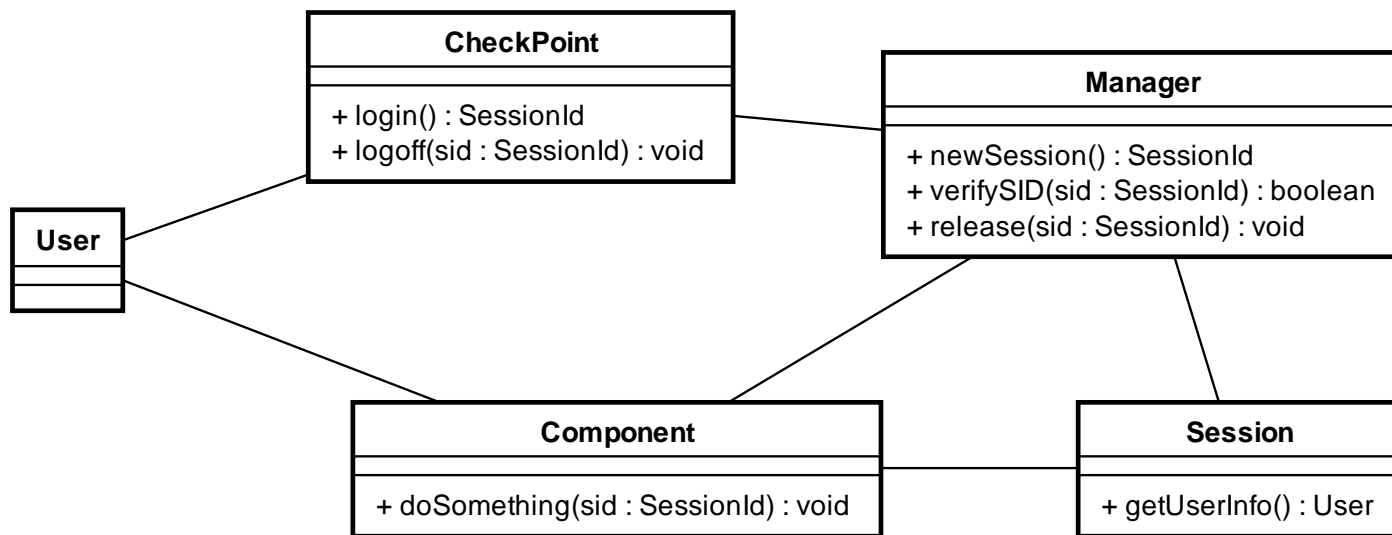 CheckPoint
+ login() : SessionId
+ logoff(sid : SessionId) : void
Manager
+ newSession() : SessionId
+ verifySID(sid : SessionId) : boolean
+ release(sid : SessionId) : void
User
Component
+ doSomething(sid : SessionId) : void
Session
+ getUserInfo() : User